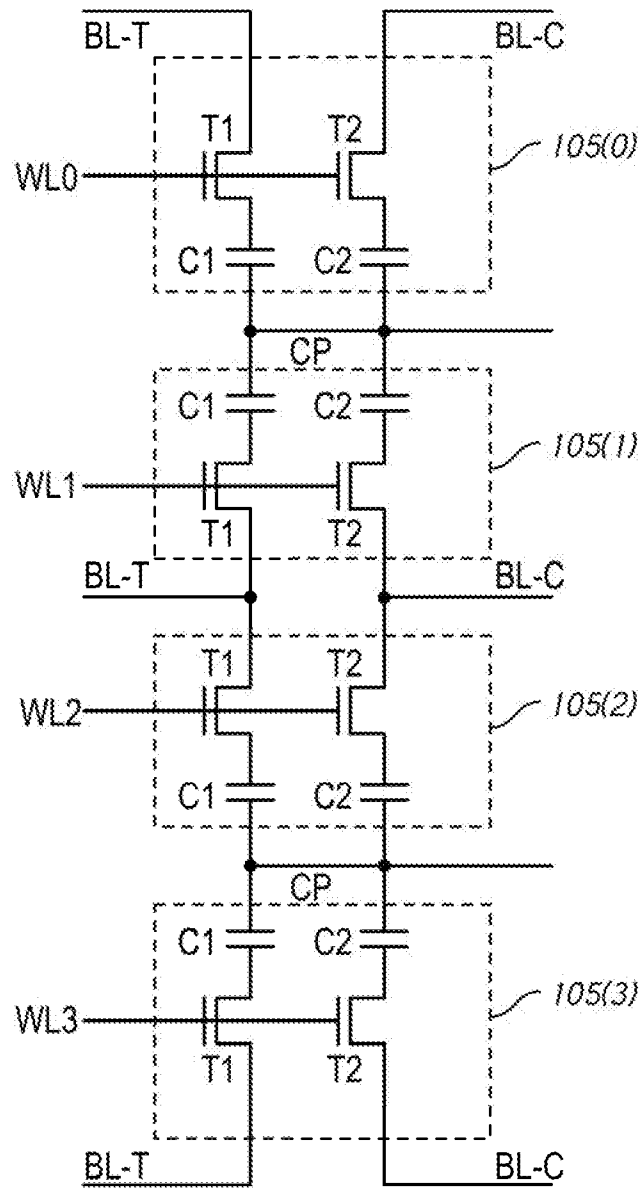 BL-T BL-C
T1 T2 105(0)
WL0
C1 C2
CP
C1 C2
105(1)
WL1
T1 T2
BL-T BL-C
T1 T2
WL2 105(2)
C1 C2
CP
C1 C2
105(3)
WL3
T1 T2
BL-T BL-C